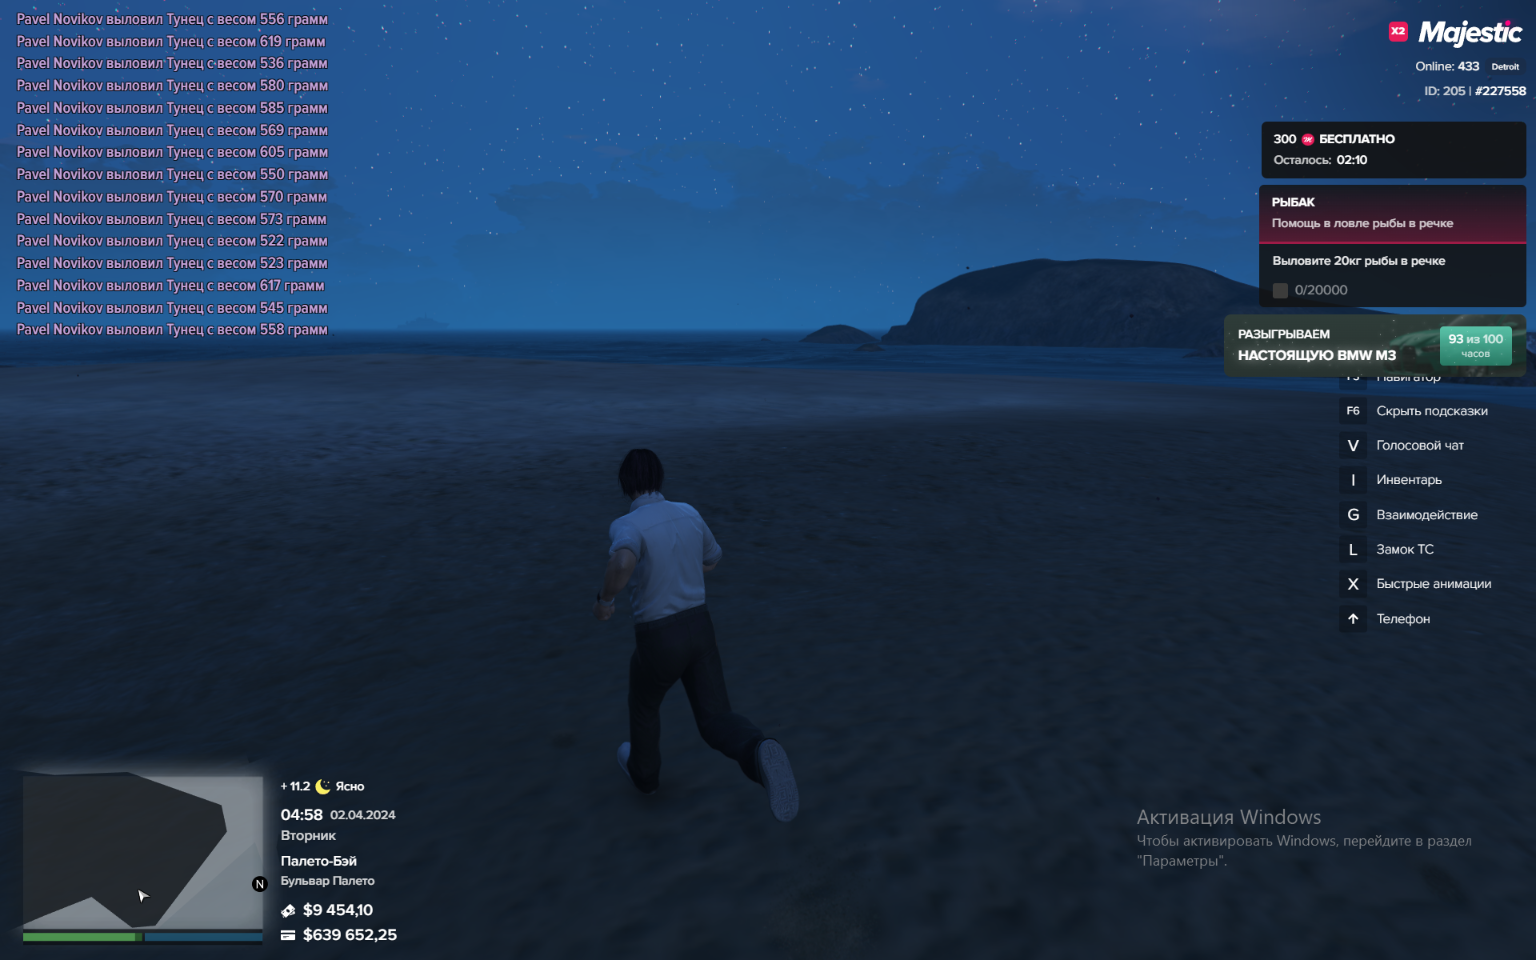 Pavel Novikov выловил Тунец с весом 556 грамм
Pavel Novikov выловил Тунец с весом 619 грамм
Pavel Novikov выловил Тунец с весом 536 грамм
Pavel Novikov выловил Тунец с весом 580 грамм
Pavel Novikov выловил Тунец с весом 585 грамм
Pavel Novikov выловил Тунец с весом 569 грамм
Pavel Novikov выловил Тунец с весом 605 грамм
Pavel Novikov выловил Тунец с весом 550 грамм
Pavel Novikov выловил Тунец с весом 570 грамм
Pavel Novikov выловил Тунец с весом 573 грамм
Pavel Novikov выловил Тунец с весом 522 грамм
Pavel Novikov выловил Тунец с весом 523 грамм
Pavel Novikov выловил Тунец с весом 617 грамм
Pavel Novikov выловил Тунец с весом 545 грамм
Pavel Novikov выловил Тунец с весом 558 грамм
X2 Majestic
Online: 433 Detroit
ID: 205 | #227558
300 БЕСПЛАТНО
Осталось: 02:10
РЫБАК
Помощь в ловле рыбы в речке
Выловите 20кг рыбы в речке
0/20000
РАЗЫГРЫВАЕМ
НАСТОЯЩУЮ BMW M3
93 из 100
часов
Навигатор
F6 Скрыть подсказки
V Голосовой чат
I Инвентарь
G Взаимодействие
L Замок ТС
X Быстрые анимации
Телефон
+ 11.2 Ясно
04:58 02.04.2024
Вторник
Палето-Бэй
Бульвар Палето
N
$9 454,10
$639 652,25
Активация Windows
Чтобы активировать Windows, перейдите в раздел
"Параметры".